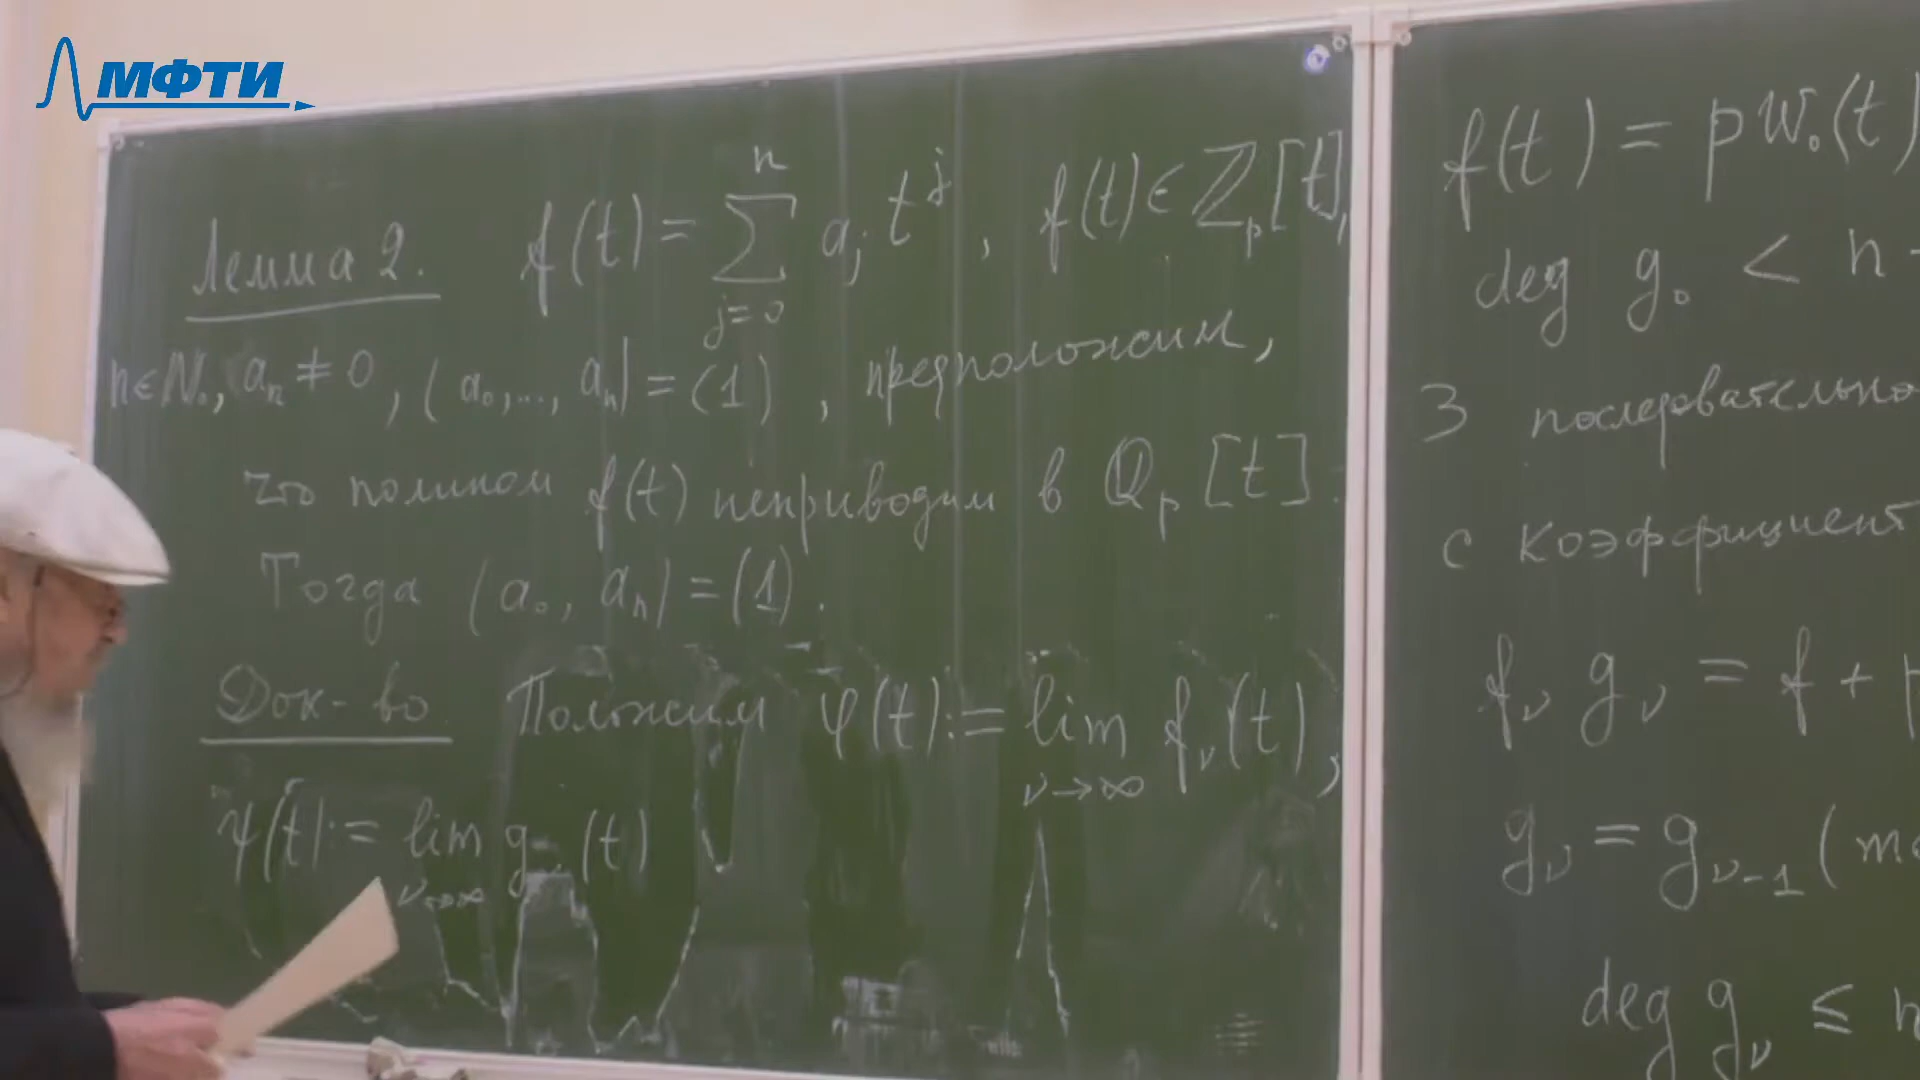 МФТИ
Лемма 2. f(t) = \sum_{j=0}^{n} a_j t^j , f(t) ∈ ℤ_p[t],
n ∈ N₀, a_n ≠ 0, (a₀,..., a_n) = (1) , предположим,
что полином f(t) неприводим в ℚ_p [t].
Тогда (a₀, a_n) = (1).
Док-во. Положим φ(t) := lim_{ν→∞} f_ν(t),
ψ(t) := lim_{ν→∞} g_ν(t)
f(t) = p W₀(t)
deg g₀ < n -
∃ последовательно
с коэффициент
f_ν g_ν = f + p
g_ν = g_{ν-1} (mo
deg g_ν ≤ n